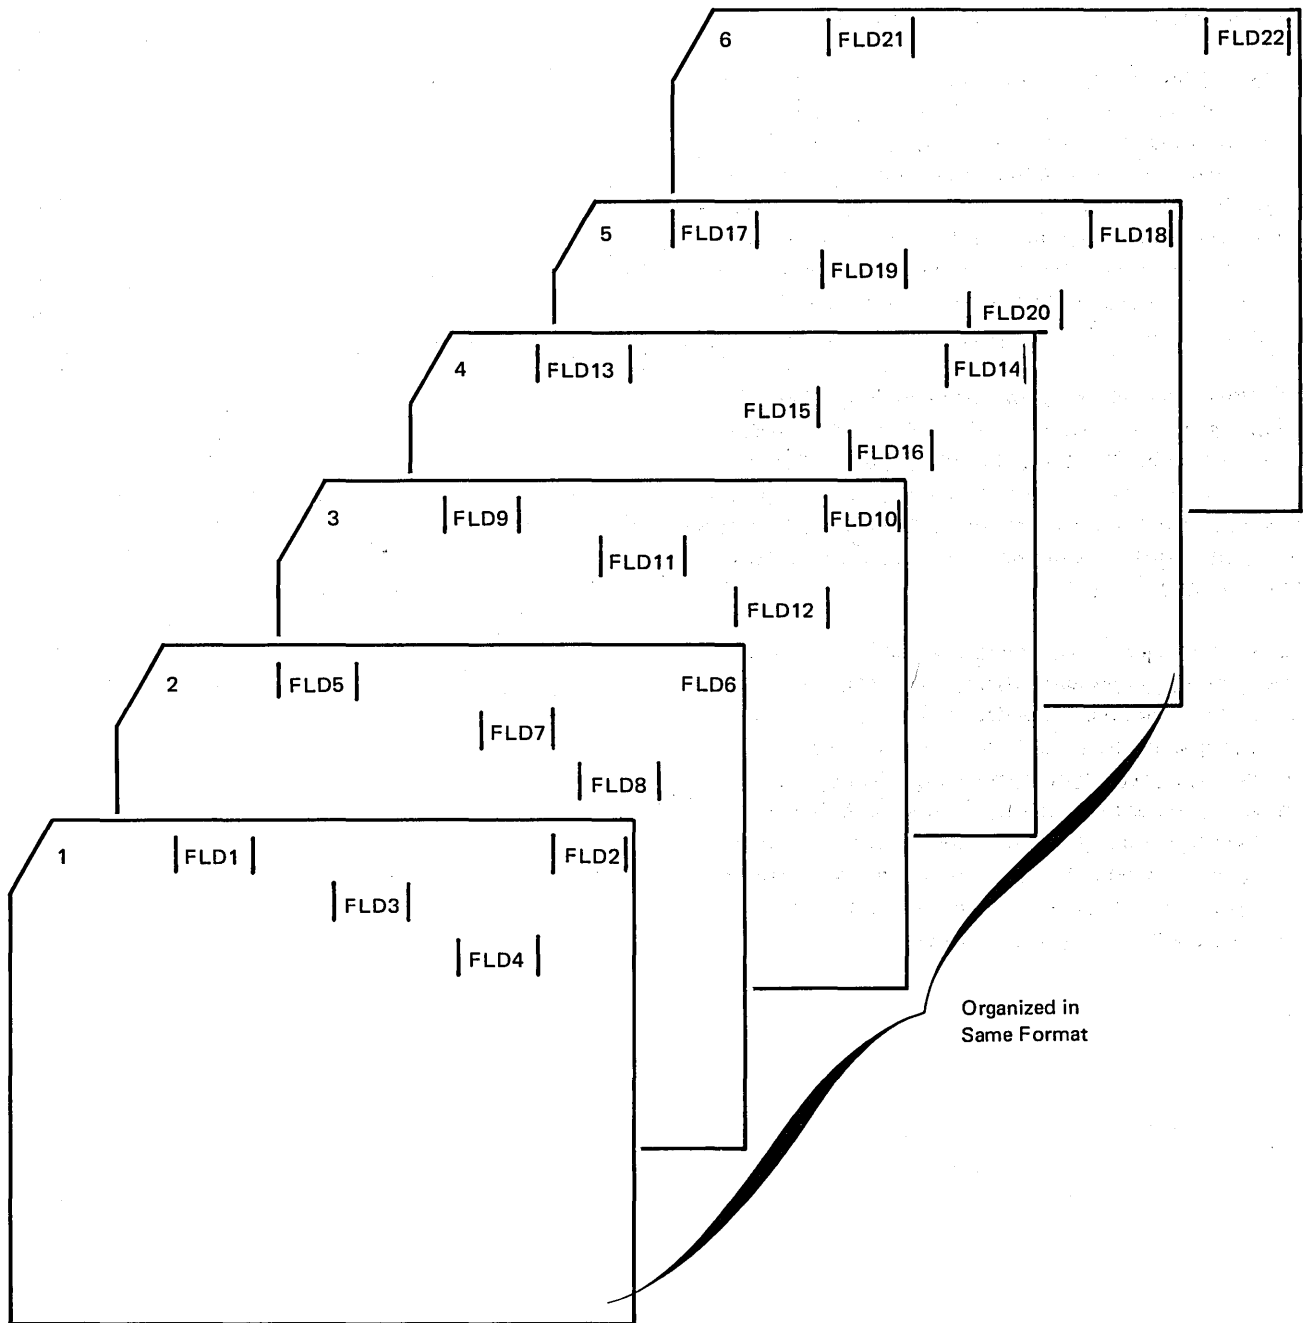 6 FLD21 FLD22
5 FLD17 FLD18
FLD19
FLD20
4 FLD13 FLD14
FLD15
FLD16
3 FLD9 FLD10
FLD11
FLD12
2 FLD5 FLD6
FLD7
FLD8
1 FLD1 FLD2
FLD3
FLD4
Organized in
Same Format